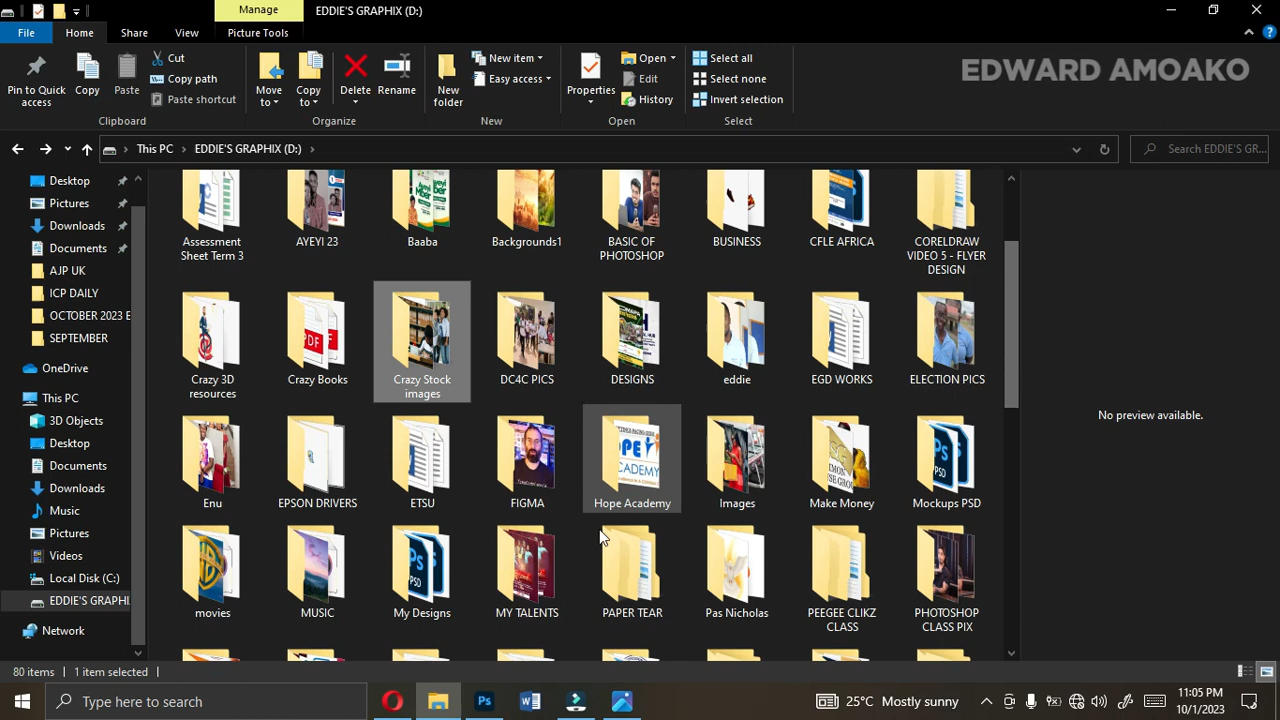 Manage
EDDIE'S GRAPHIX (D:)
File
Home
Share
View
Picture Tools
Pin to Quick access
Copy
Paste
Cut
Copy path
Paste shortcut
Clipboard
Move to
Copy to
Delete
Rename
Organize
New folder
New item
Easy access
New
Properties
Open
Edit
History
Open
Select all
Select none
Invert selection
Select
EDWARD AMOAKO
This PC
EDDIE'S GRAPHIX (D:)
Search EDDIE'S GR...
Desktop
Pictures
Downloads
Documents
AJP UK
ICP DAILY
OCTOBER 2023 E
SEPTEMBER
OneDrive
This PC
3D Objects
Desktop
Documents
Downloads
Music
Pictures
Videos
Local Disk (C:)
EDDIE'S GRAPHI
Network
Assessment Sheet Term 3
AYEYI 23
Baaba
Backgrounds1
BASIC OF PHOTOSHOP
BUSINESS
CFLE AFRICA
CORELDRAW VIDEO 5 - FLYER DESIGN
Crazy 3D resources
Crazy Books
Crazy Stock images
DC4C PICS
DESIGNS
eddie
EGD WORKS
ELECTION PICS
Enu
EPSON DRIVERS
ETSU
FIGMA
Hope Academy
Images
Make Money
Mockups PSD
movies
MUSIC
My Designs
MY TALENTS
PAPER TEAR
Pas Nicholas
PEEGEE CLIKZ CLASS
PHOTOSHOP CLASS PIX
No preview available.
80 items
1 item selected
Type here to search
25°C Mostly sunny
11:05 PM
10/1/2023